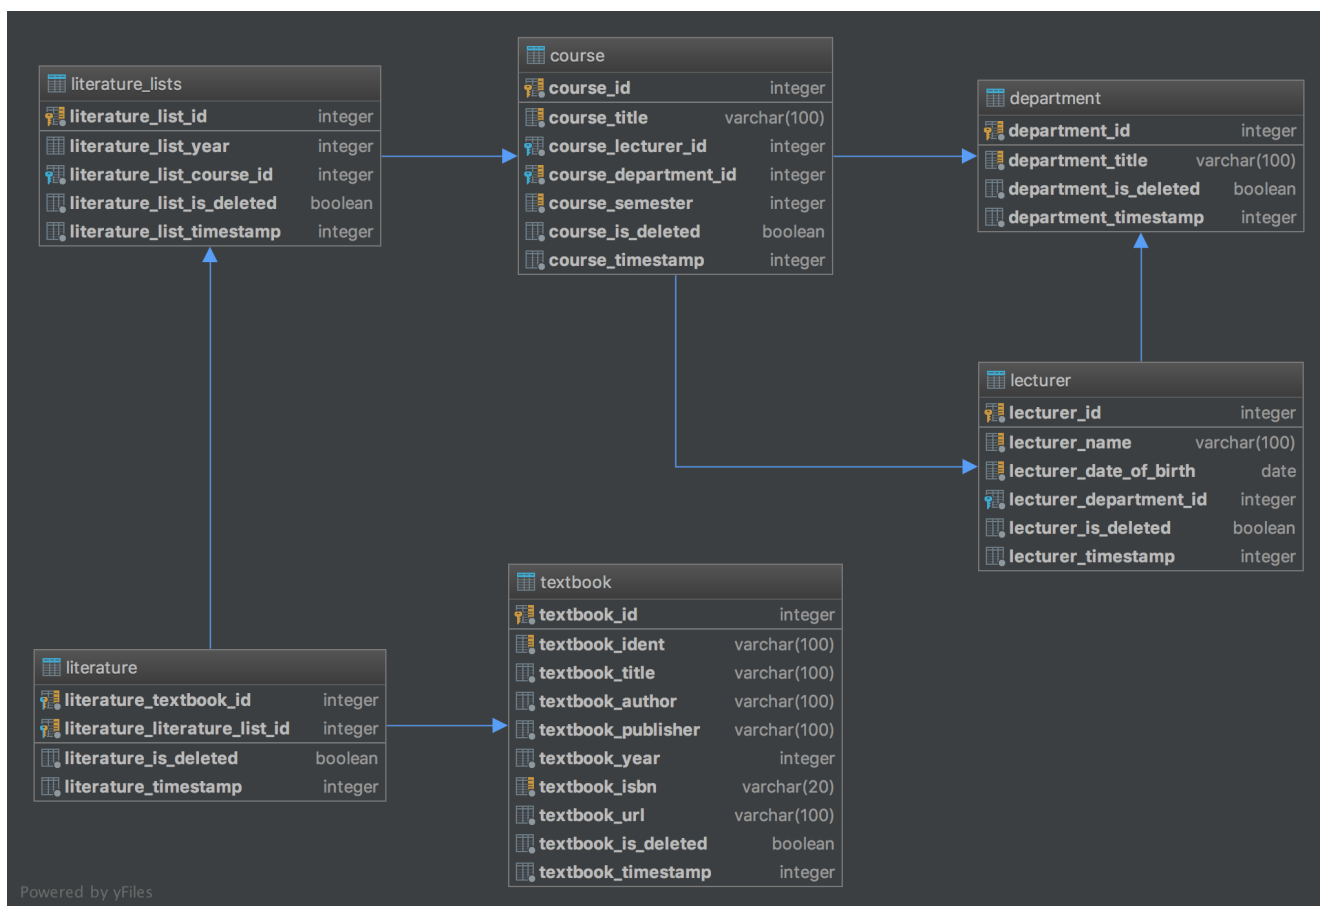 literature_lists
literature_list_id integer
literature_list_year integer
literature_list_course_id integer
literature_list_is_deleted boolean
literature_list_timestamp integer
course
course_id integer
course_title varchar(100)
course_lecturer_id integer
course_department_id integer
course_semester integer
course_is_deleted boolean
course_timestamp integer
department
department_id integer
department_title varchar(100)
department_is_deleted boolean
department_timestamp integer
lecturer
lecturer_id integer
lecturer_name varchar(100)
lecturer_date_of_birth date
lecturer_department_id integer
lecturer_is_deleted boolean
lecturer_timestamp integer
textbook
textbook_id integer
textbook_ident varchar(100)
textbook_title varchar(100)
textbook_author varchar(100)
textbook_publisher varchar(100)
textbook_year integer
textbook_isbn varchar(20)
textbook_url varchar(100)
textbook_is_deleted boolean
textbook_timestamp integer
literature
literature_textbook_id integer
literature_literature_list_id integer
literature_is_deleted boolean
literature_timestamp integer
Powered by yFiles